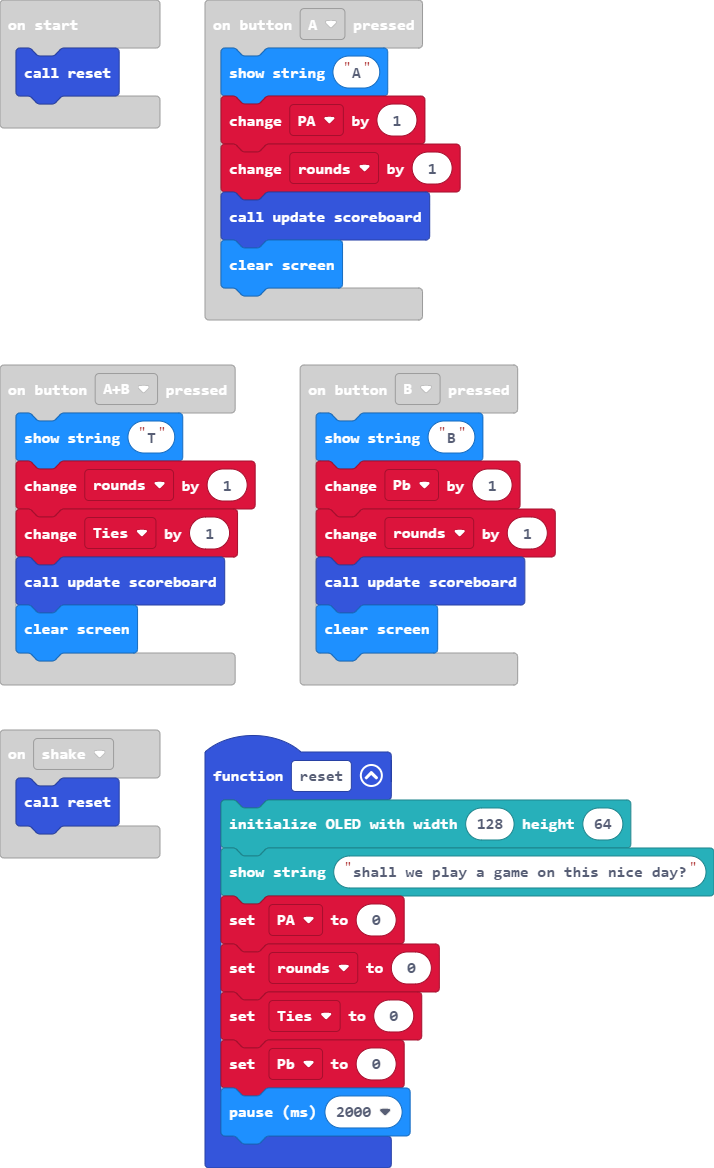 on start
call reset
on button A pressed
show string "A"
change PA by 1
change rounds by 1
call update scoreboard
clear screen
on button A+B pressed
show string "T"
change rounds by 1
change Ties by 1
call update scoreboard
clear screen
on button B pressed
show string "B"
change Pb by 1
change rounds by 1
call update scoreboard
clear screen
on shake
call reset
function reset
initialize OLED with width 128 height 64
show string "shall we play a game on this nice day?"
set PA to 0
set rounds to 0
set Ties to 0
set Pb to 0
pause (ms) 2000